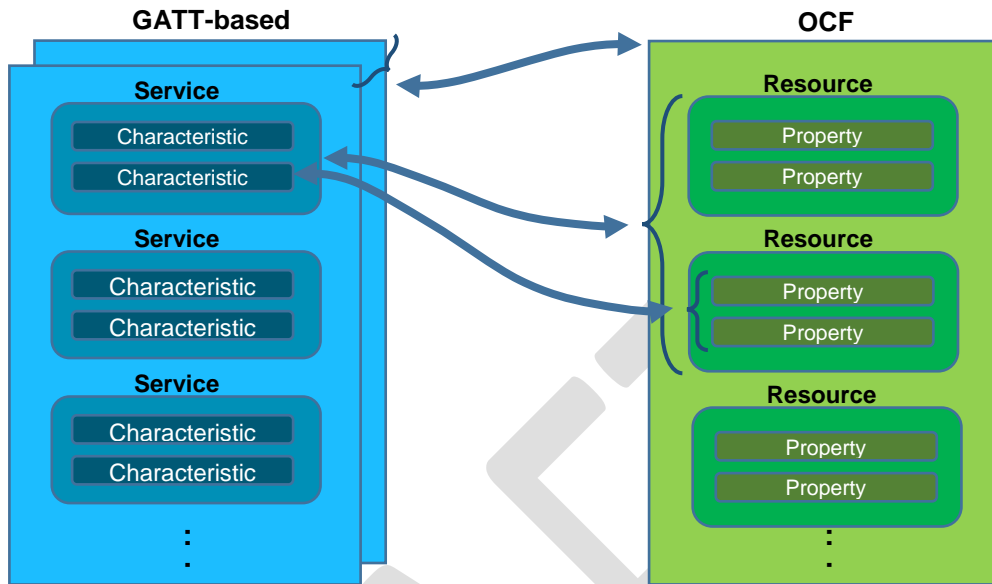 GATT-based
Service
Characteristic
Characteristic
Service
Characteristic
Characteristic
Service
Characteristic
Characteristic
:
.
OCF
Resource
Property
Property
Resource
Property
Property
Resource
Property
Property
:
.